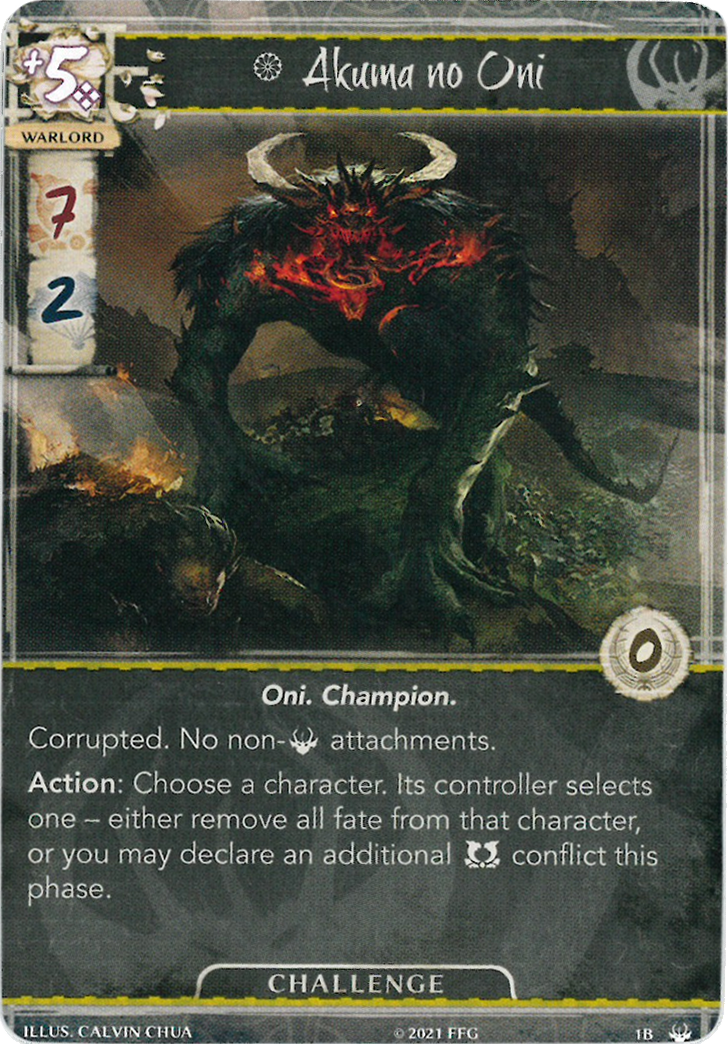 +5
Akuma no Oni
WARLORD
7
2
0
Oni. Champion.
Corrupted. No non- attachments.
Action: Choose a character. Its controller selects
one – either remove all fate from that character,
or you may declare an additional conflict this
phase.
CHALLENGE
ILLUS. CALVIN CHUA © 2021 FFG 1B